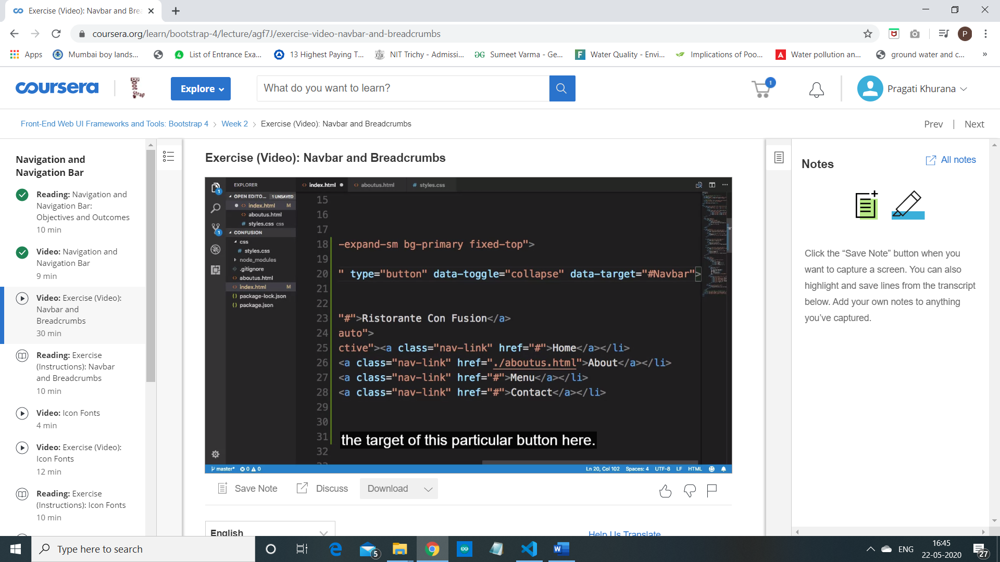 Exercise (Video): Navbar and Brea
coursera.org/learn/bootstrap-4/lecture/agf7J/exercise-video-navbar-and-breadcrumbs
P
Apps
Mumbai boy lands...
List of Entrance Exa...
13 Highest Paying T...
NIT Trichy - Admissi...
Sumeet Varma - Ge...
Water Quality - Envi...
Implications of Poo...
Water pollution an...
ground water and c...
»
coursera
Boot
strap
Explore
What do you want to learn?
1
Pragati Khurana
Front-End Web UI Frameworks and Tools: Bootstrap 4 > Week 2 > Exercise (Video): Navbar and Breadcrumbs
Prev | Next
Navigation and
Navigation Bar
Reading: Navigation and
Navigation Bar:
Objectives and Outcomes
10 min
Video: Navigation and
Navigation Bar
9 min
Video: Exercise (Video):
Navbar and
Breadcrumbs
30 min
Reading: Exercise
(Instructions): Navbar
and Breadcrumbs
10 min
Video: Icon Fonts
4 min
Video: Exercise (Video):
Icon Fonts
12 min
Reading: Exercise
(Instructions): Icon Fonts
10 min
Exercise (Video): Navbar and Breadcrumbs
EXPLORER
OPEN EDITO... 1 UNSAVED
index.html M
aboutus.html
styles.css css
CONFUSION
css
styles.css
node_modules
.gitignore
aboutus.html
index.html M
package-lock.json
package.json
index.html
aboutus.html
styles.css
15
16
17
18 -expand-sm bg-primary fixed-top">
19
20 " type="button" data-toggle="collapse" data-target="#Navbar">
21
22
23 "#">Ristorante Con Fusion</a>
24 auto">
25 ctive"><a class="nav-link" href="#">Home</a></li>
26 <a class="nav-link" href="./aboutus.html">About</a></li>
27 <a class="nav-link" href="#">Menu</a></li>
28 <a class="nav-link" href="#">Contact</a></li>
29
30
31
the target of this particular button here.
32
33
master* 0 0
Ln 20, Col 102 Spaces: 4 UTF-8 LF HTML
Save Note
Discuss
Download
English
Help Us Translate
Notes
All notes
Click the “Save Note” button when you
want to capture a screen. You can also
highlight and save lines from the transcript
below. Add your own notes to anything
you’ve captured.
Type here to search
5
ENG
16:45
22-05-2020
27